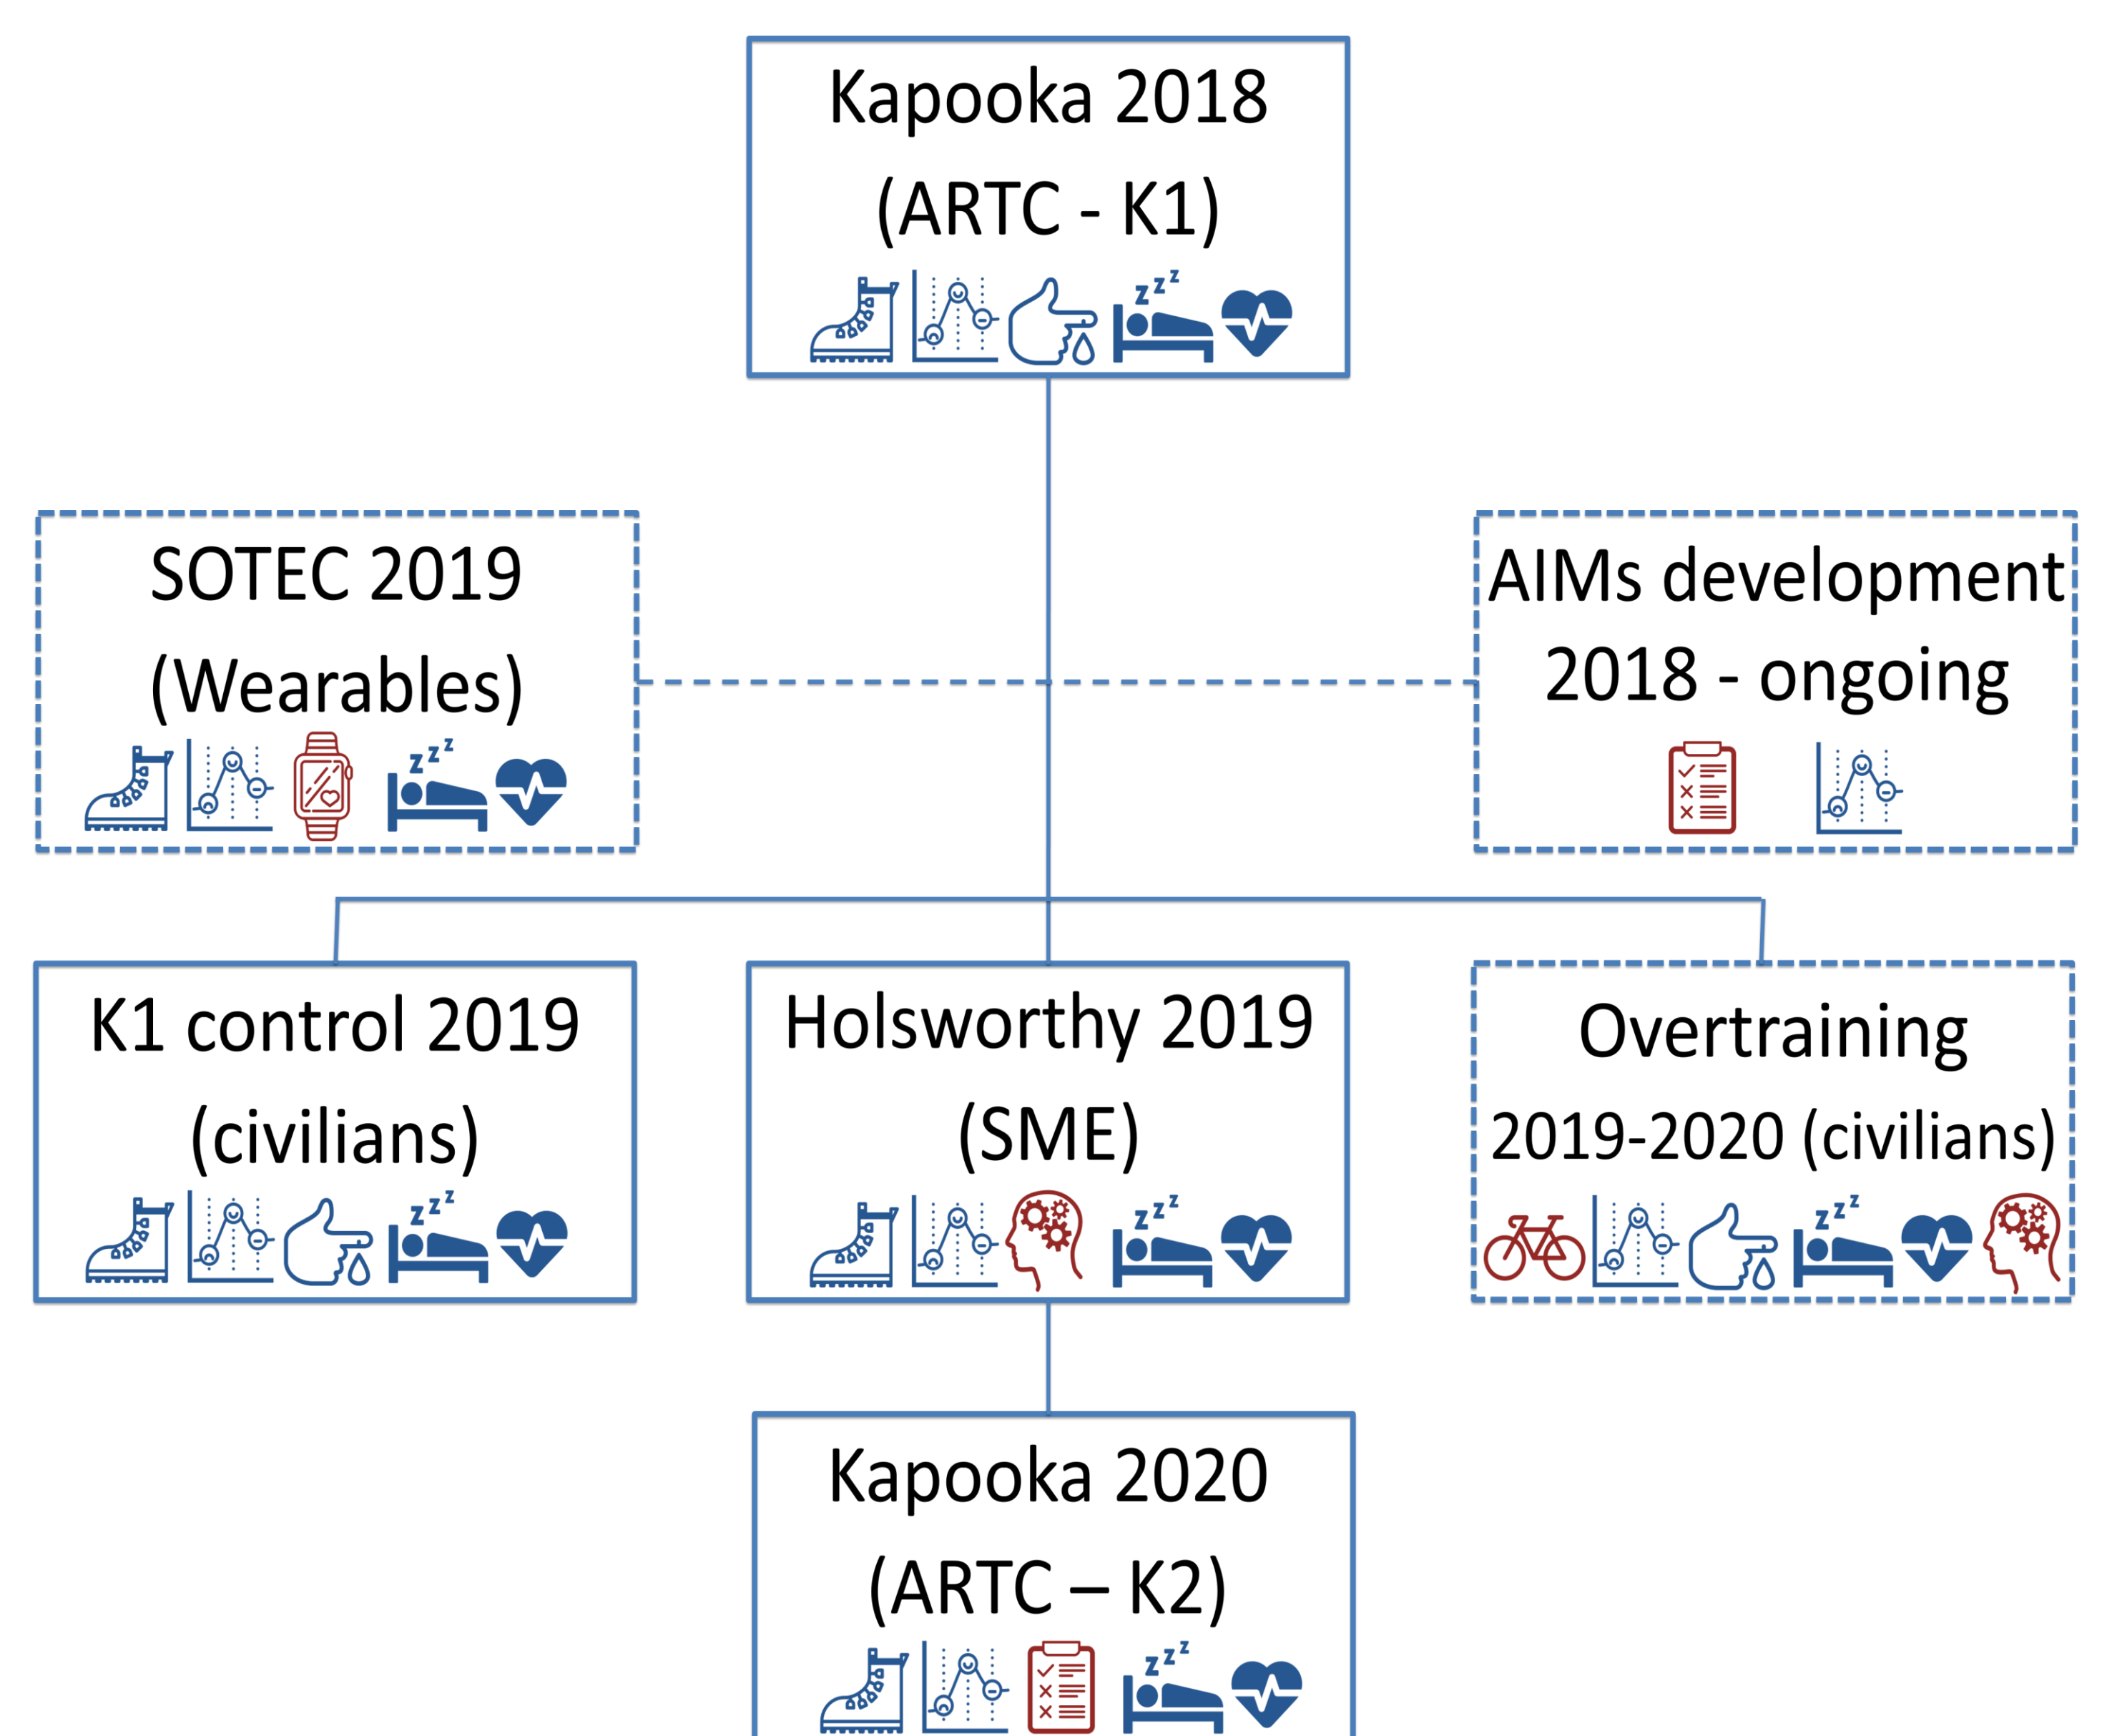 Kapooka 2018
(ARTC - K1)
z z z
SOTEC 2019
(Wearables)
z z z
AIMs development
2018 - ongoing
K1 control 2019
(civilians)
z z z
Holsworthy 2019
(SME)
z z z
Overtraining
2019-2020 (civilians)
z z z
Kapooka 2020
(ARTC – K2)
z z z